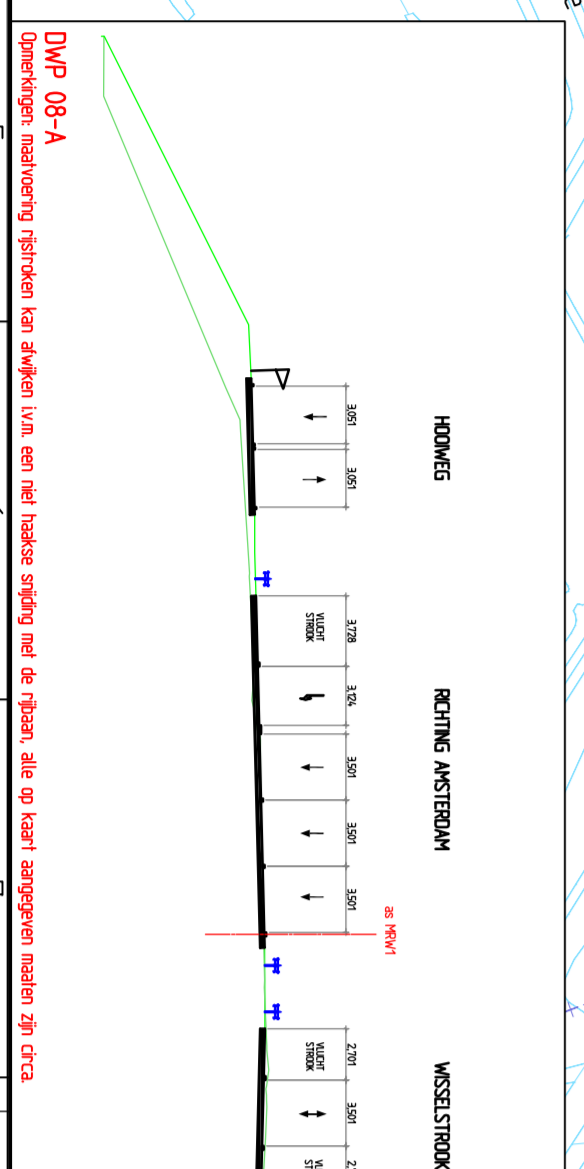 DWP 08-A
Opmerkingen: maatvoering rijstroken kan afwijken i.v.m. een niet haakse snijding met de rijbaan, alle op kaart aangegeven maaten zijn circa.
HOOIWEG
3,051
3,051
RICHTING AMSTERDAM
3,728
VLUCHT
STROOK
3,124
3,501
3,501
3,501
as MRW1
WISSELSTROOK
2,701
VLUCHT
STROOK
3,501